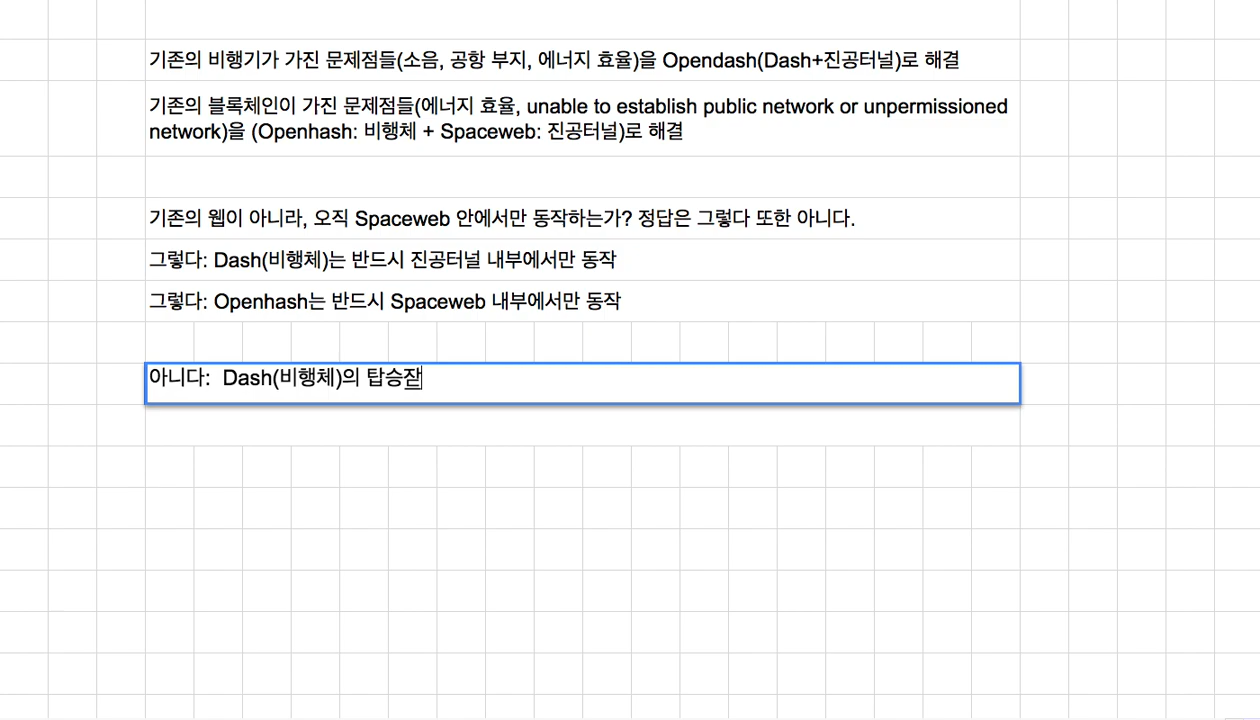 기존의 비행기가 가진 문제점들(소음, 공항 부지, 에너지 효율)을 Opendash(Dash+진공터널)로 해결
기존의 블록체인이 가진 문제점들(에너지 효율, unable to establish public network or unpermissioned
network)을 (Openhash: 비행체 + Spaceweb: 진공터널)로 해결
기존의 웹이 아니라, 오직 Spaceweb 안에서만 동작하는가? 정답은 그렇다 또한 아니다.
그렇다: Dash(비행체)는 반드시 진공터널 내부에서만 동작
그렇다: Openhash는 반드시 Spaceweb 내부에서만 동작
아니다:  Dash(비행체)의 탑승잰